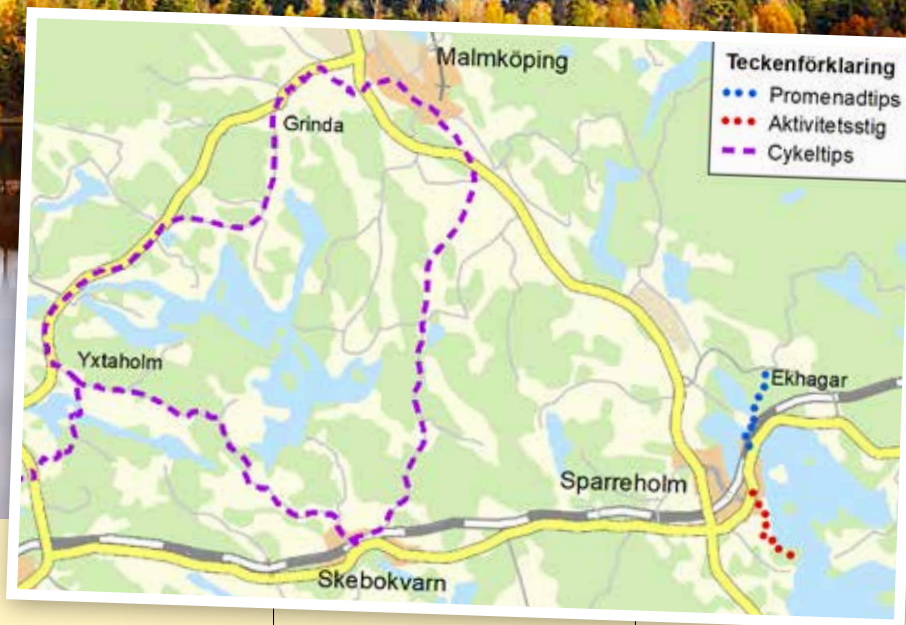 Malmköping
Teckenförklaring
Promenadtips
Aktivitetsstig
Cykeltips
Grinda
Yxtaholm
Ekhagar
Sparreholm
Skebokvarn